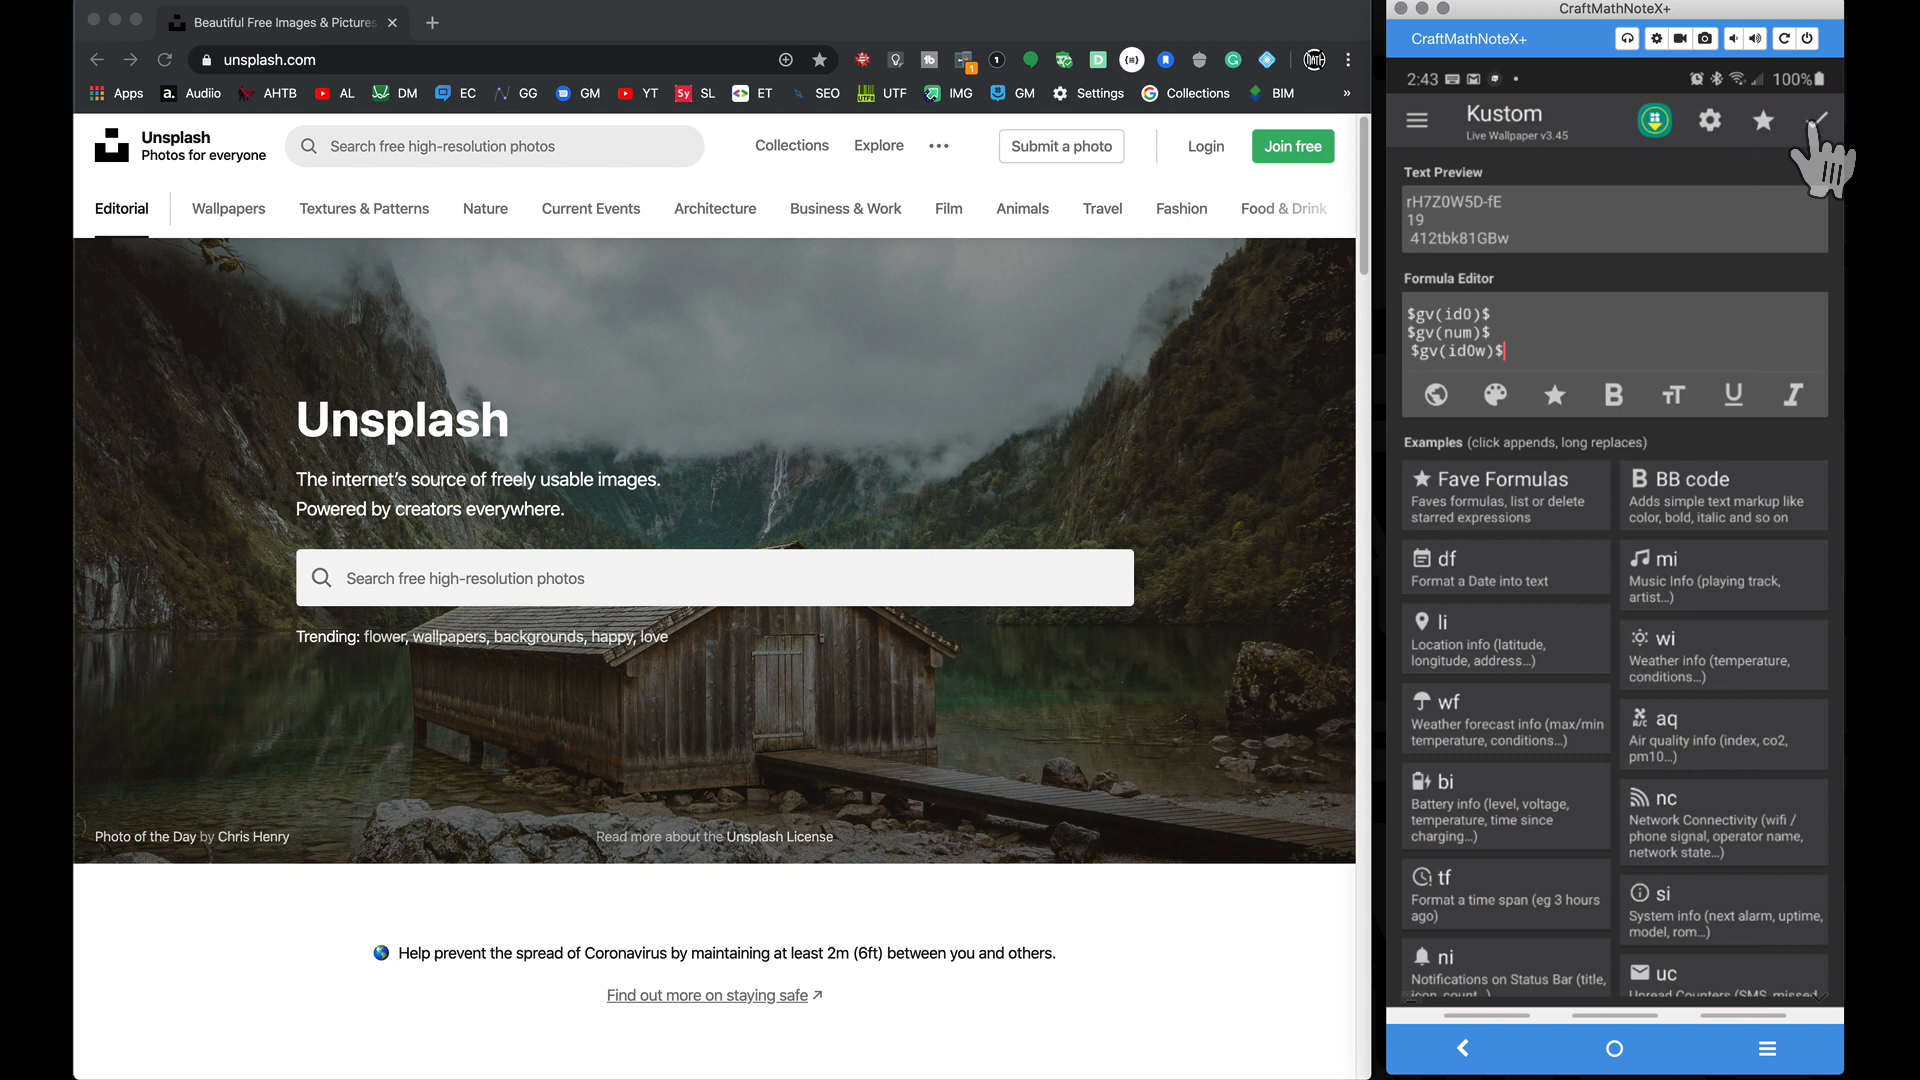 Beautiful Free Images & Pictures
unsplash.com
Apps
Audiio
AHTB
AL
DM
EC
GG
GM
YT
SL
ET
SEO
UTF
IMG
GM
Settings
Collections
BIM
»
Unsplash
Photos for everyone
Search free high-resolution photos
Collections
Explore
Submit a photo
Login
Join free
Editorial
Wallpapers
Textures & Patterns
Nature
Current Events
Architecture
Business & Work
Film
Animals
Travel
Fashion
Food & Drink
Unsplash
The internet's source of freely usable images.
Powered by creators everywhere.
Search free high-resolution photos
Trending: flower, wallpapers, backgrounds, happy, love
Photo of the Day by Chris Henry
Read more about the Unsplash License
Help prevent the spread of Coronavirus by maintaining at least 2m (6ft) between you and others.
Find out more on staying safe ↗
CraftMathNoteX+
CraftMathNoteX+
2:43
100%
Kustom
Live Wallpaper v3.45
Text Preview
rH7Z0W5D-fE
19
412tbk81GBw
Formula Editor
$gv(id0)$
$gv(num)$
$gv(id0w)$
Examples (click appends, long replaces)
Fave Formulas
Faves formulas, list or delete
starred expressions
BB code
Adds simple text markup like
color, bold, italic and so on
df
Format a Date into text
mi
Music Info (playing track,
artist...)
li
Location info (latitude,
longitude, address...)
wi
Weather info (temperature,
conditions...)
wf
Weather forecast info (max/min
temperature, conditions...)
aq
Air quality info (index, co2,
pm10...)
bi
Battery info (level, voltage,
temperature, time since
charging...)
nc
Network Connectivity (wifi /
phone signal, operator name,
network state...)
tf
Format a time span (eg 3 hours
ago)
si
System info (next alarm, uptime,
model, rom...)
ni
Notifications on Status Bar (title,
icon, count...)
uc
Unread Counters (SMS, missed